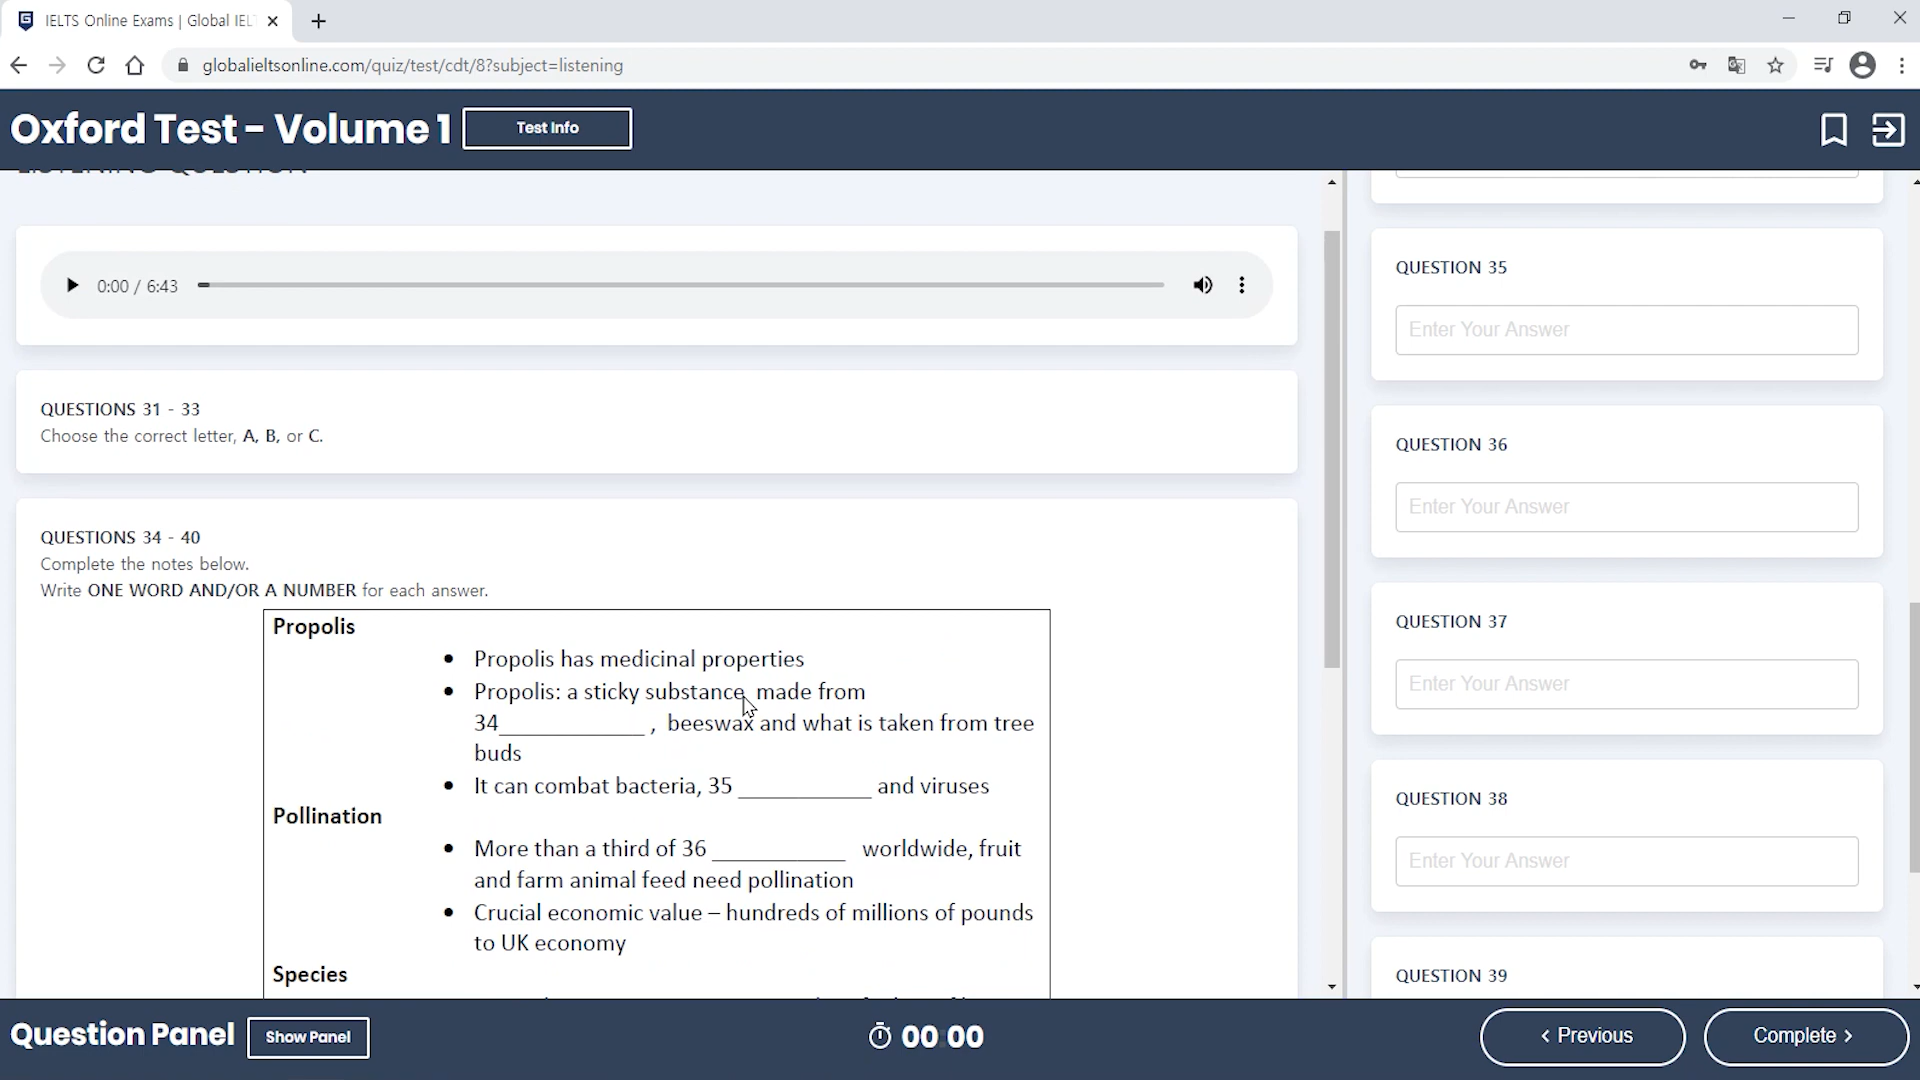 IELTS Online Exams | Global IEL
globalieltsonline.com/quiz/test/cdt/8?subject=listening
Oxford Test - Volume 1
Test Info
LISTENING QUESTION
0:00 / 6:43
QUESTIONS 31 - 33
Choose the correct letter, A, B, or C.
QUESTIONS 34 - 40
Complete the notes below.
Write ONE WORD AND/OR A NUMBER for each answer.
Propolis
• Propolis has medicinal properties
• Propolis: a sticky substance, made from
34____________ , beeswax and what is taken from tree
buds
• It can combat bacteria, 35 ___________ and viruses
Pollination
• More than a third of 36 ___________ worldwide, fruit
and farm animal feed need pollination
• Crucial economic value – hundreds of millions of pounds
to UK economy
Species
QUESTION 35
Enter Your Answer
QUESTION 36
Enter Your Answer
QUESTION 37
Enter Your Answer
QUESTION 38
Enter Your Answer
QUESTION 39
Question Panel
Show Panel
00:00
‹ Previous
Complete ›